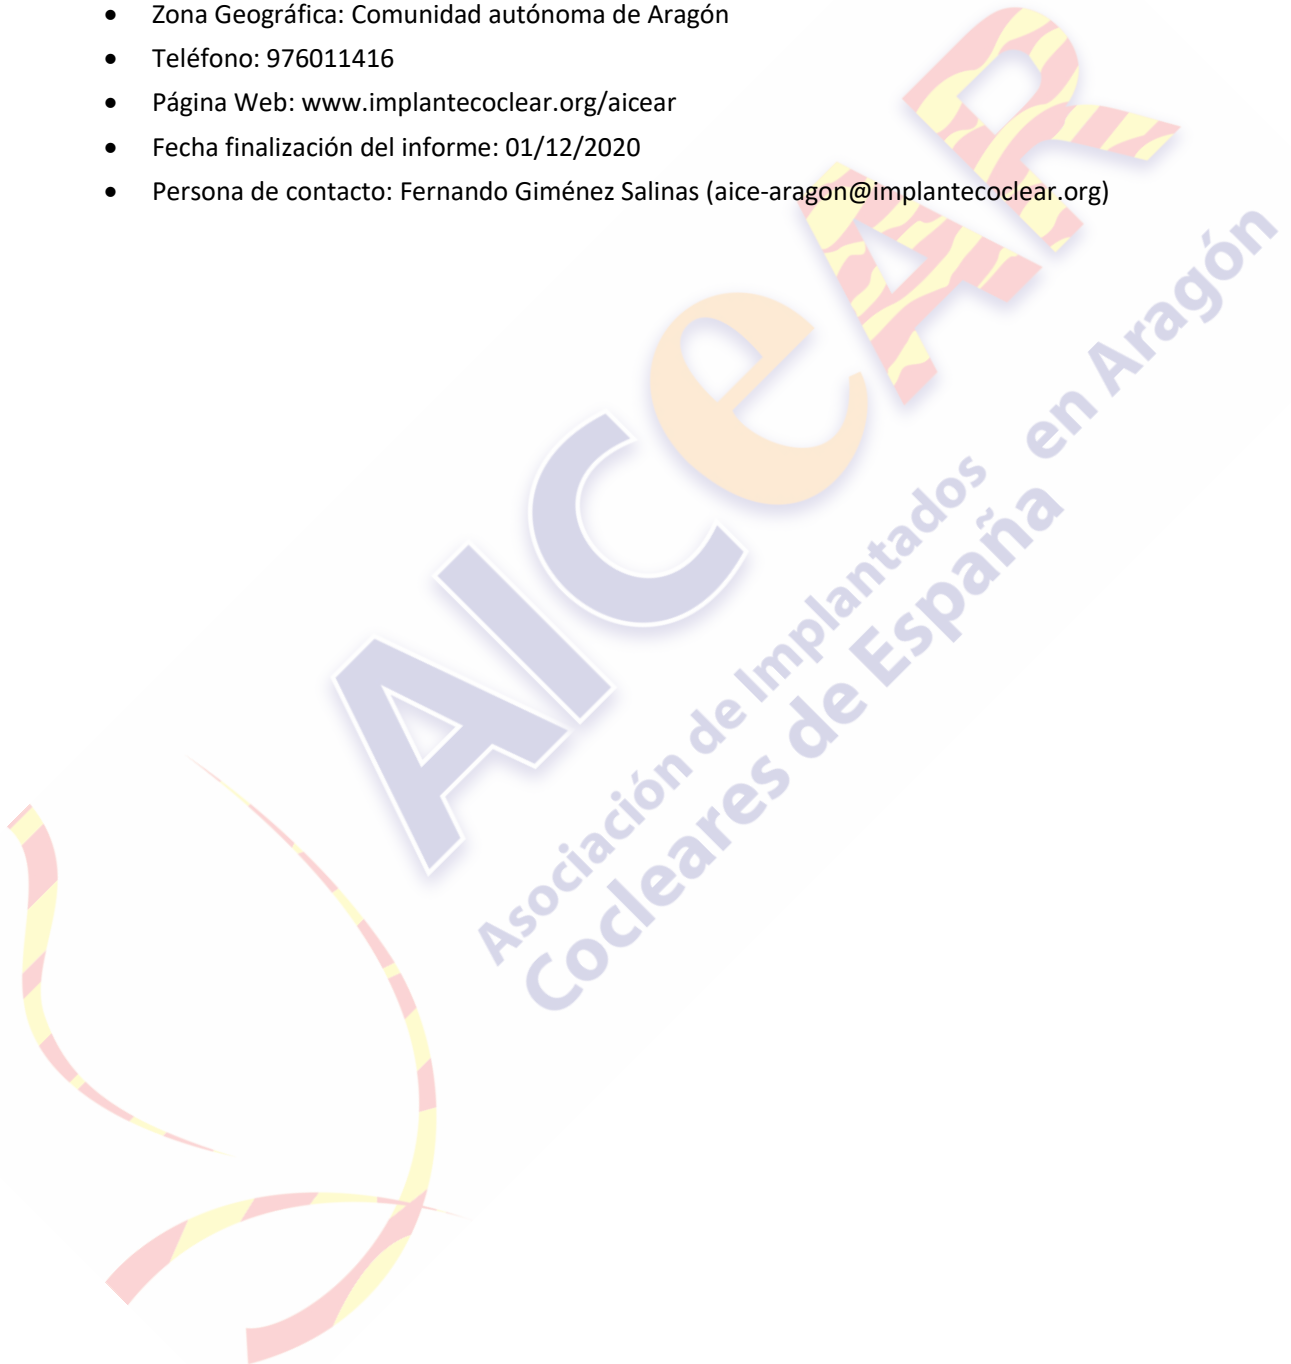 • Zona Geográfica: Comunidad autónoma de Aragón
• Teléfono: 976011416
• Página Web: www.implantecoclear.org/aicear
• Fecha finalización del informe: 01/12/2020
• Persona de contacto: Fernando Giménez Salinas (aice-aragon@implantecoclear.org)
AICeAR
Asociación de Implantados en Aragón
Cocleares de España